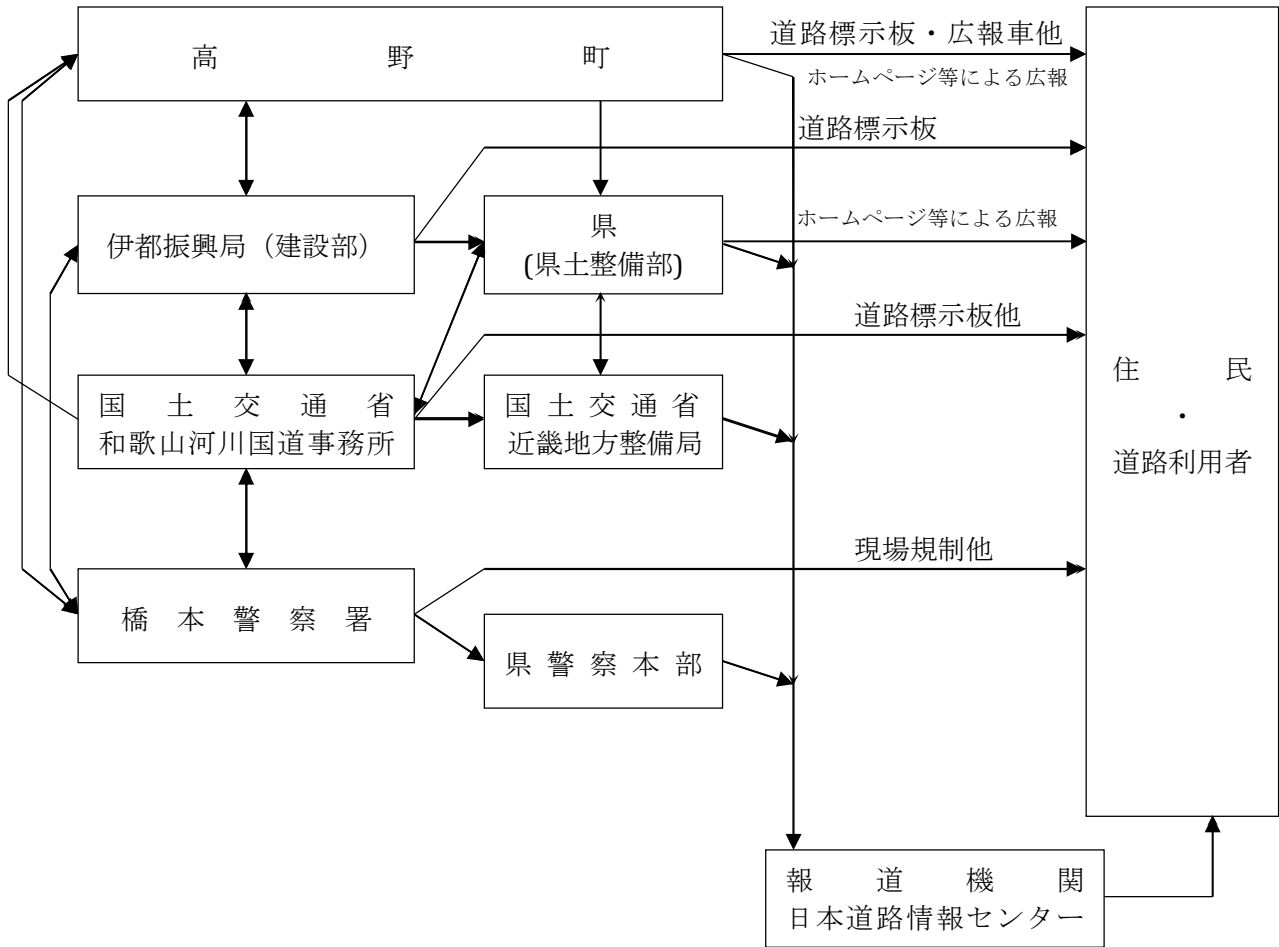 高野町
道路標示板・広報車他
ホームページ等による広報
道路標示板
伊都振興局（建設部）
県
(県土整備部)
ホームページ等による広報
道路標示板他
国土交通省
和歌山河川国道事務所
国土交通省
近畿地方整備局
住民
・
道路利用者
現場規制他
橋本警察署
県警察本部
報道機関
日本道路情報センター